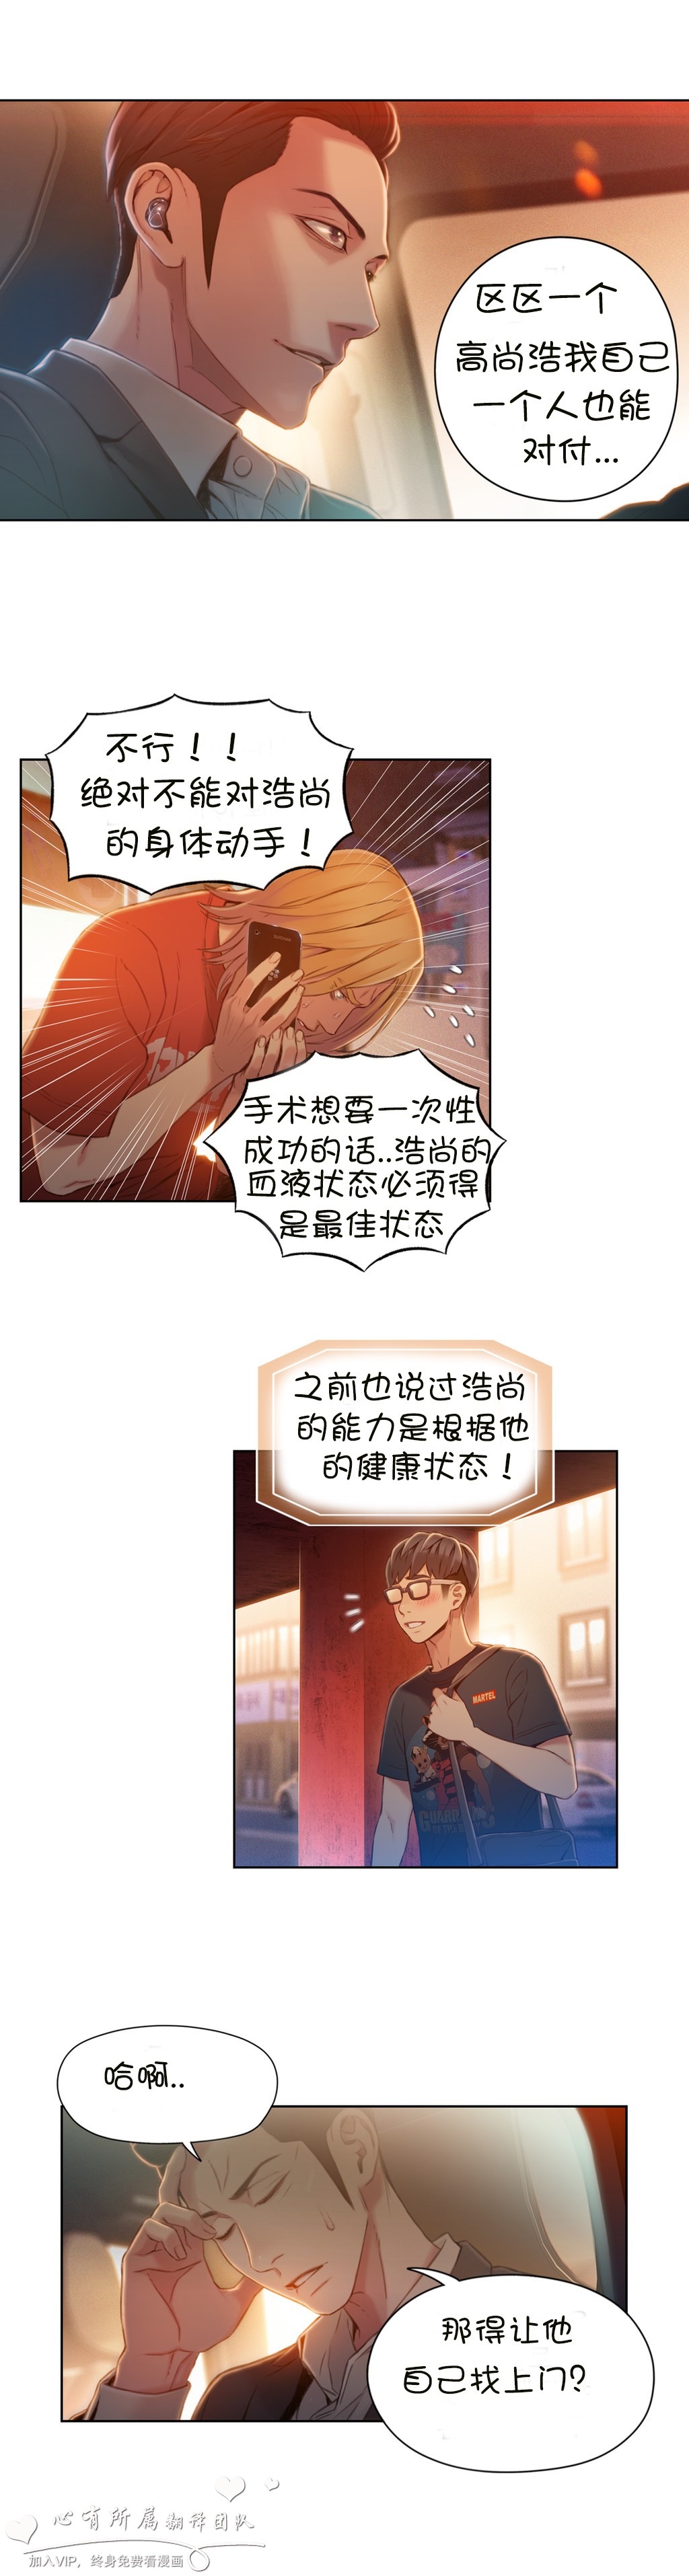 区区一个
高尚浩我自己
一个人也能
对付...
不行！！
绝对不能对浩尚
的身体动手！
手术想要一次性
成功的话..浩尚的
血液状态必须得
是最佳状态
之前也说过浩尚
的能力是根据他
的健康状态！
MARTEL
哈啊..
那得让他
自己找上门?
心有所属翻译团队
加入VIP，终身免费看漫画